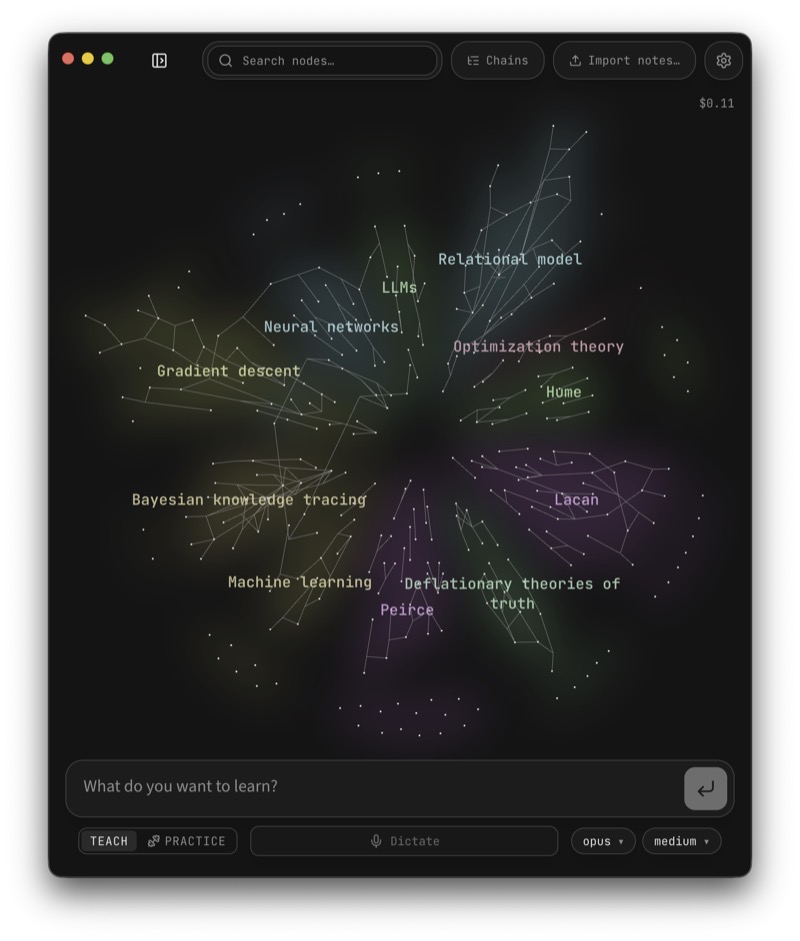 Search nodes…
Chains
Import notes…
$0.11
Relational model
LLMs
Neural networks
Optimization theory
Gradient descent
Hume
Bayesian knowledge tracing
Lacan
Machine learning
Deflationary theories of
truth
Peirce
What do you want to learn?
TEACH
PRACTICE
Dictate
opus
medium